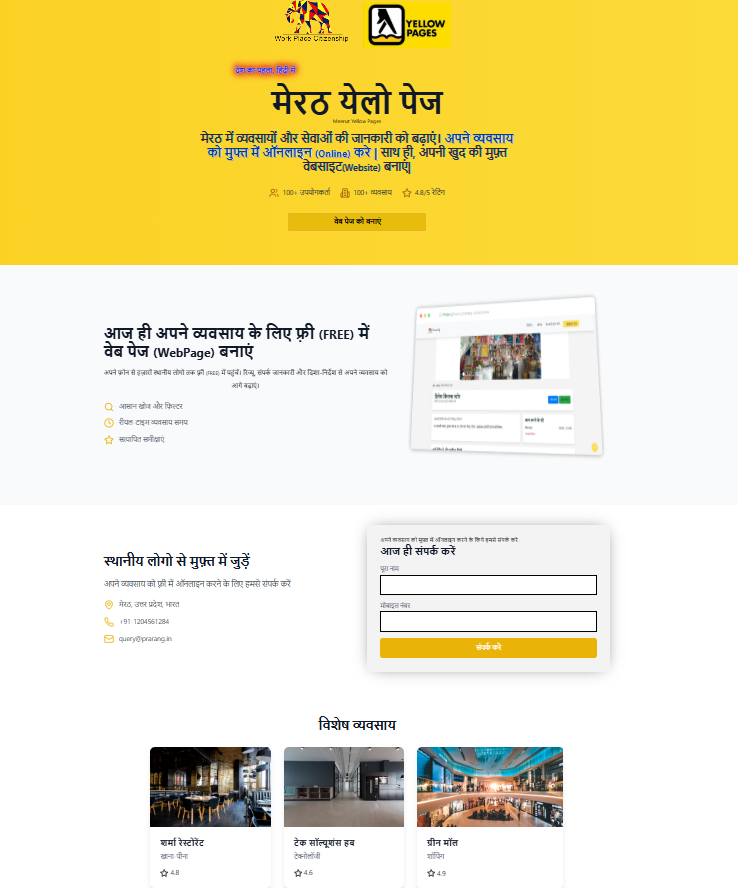 Work Place Citizenship
YELLOW
PAGES
देश का पहला, हिंदी में
मेरठ येलो पेज
Meerut Yellow Pages
मेरठ में व्यवसायों और सेवाओं की जानकारी को बढ़ाएं। अपने व्यवसाय
को मुफ्त में ऑनलाइन (Online) करे | साथ ही, अपनी खुद की मुफ़्त
वेबसाइट(Website) बनाएं|
100+ उपयोगकर्ता 100+ व्यवसाय 4.8/5 रेटिंग
वेब पेज को बनाएं
आज ही अपने व्यवसाय के लिए फ़्री (FREE) में
वेब पेज (WebPage) बनाएं
अपने फ़ोन से हज़ारों स्थानीय लोगो तक फ़्री (FREE) में पहुंचें। रिव्यू, संपर्क जानकारी और दिशा-निर्देश से अपने व्यवसाय को
आगे बढ़ाएं।
आसान खोज और फ़िल्टर
रीयल-टाइम व्यवसाय समय
सत्यापित समीक्षाएं
स्थानीय लोगो से मुफ़्त में जुड़ें
अपने व्यवसाय को फ़्री में ऑनलाइन करने के लिए हमसे संपर्क करें
मेरठ, उत्तर प्रदेश, भारत
+91-1204561284
query@prarang.in
अपने व्यवसाय को मुफ़्त में ऑनलाइन करने के लिये हमसे संपर्क करे.
आज ही संपर्क करें
पूरा नाम
मोबाइल नंबर
संपर्क करे
विशेष व्यवसाय
शर्मा रेस्टोरेंट
खाना-पीना
4.8
टेक सॉल्यूशंस हब
टेक्नोलॉजी
4.6
ग्रीन मॉल
शॉपिंग
4.9